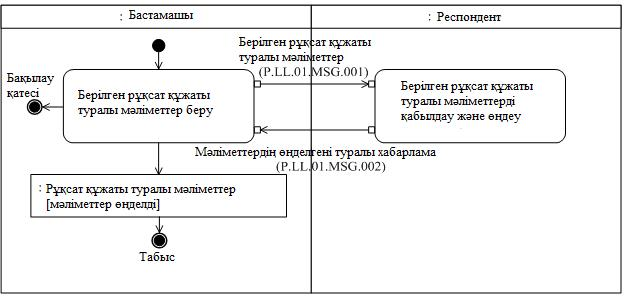 : Бастамашы
: Респондент
Берілген рұқсат құжаты
туралы мәліметтер
(P.LL.01.MSG.001)
Бақылау
қатесі
Берілген рұқсат құжаты
туралы мәліметтер беру
Берілген рұқсат құжаты
туралы мәліметтерді
қабылдау және өңдеу
Мәліметтердің өңделгені туралы хабарлама
(P.LL.01.MSG.002)
: Рұқсат құжаты туралы мәліметтер
[мәліметтер өңделді]
Табыс